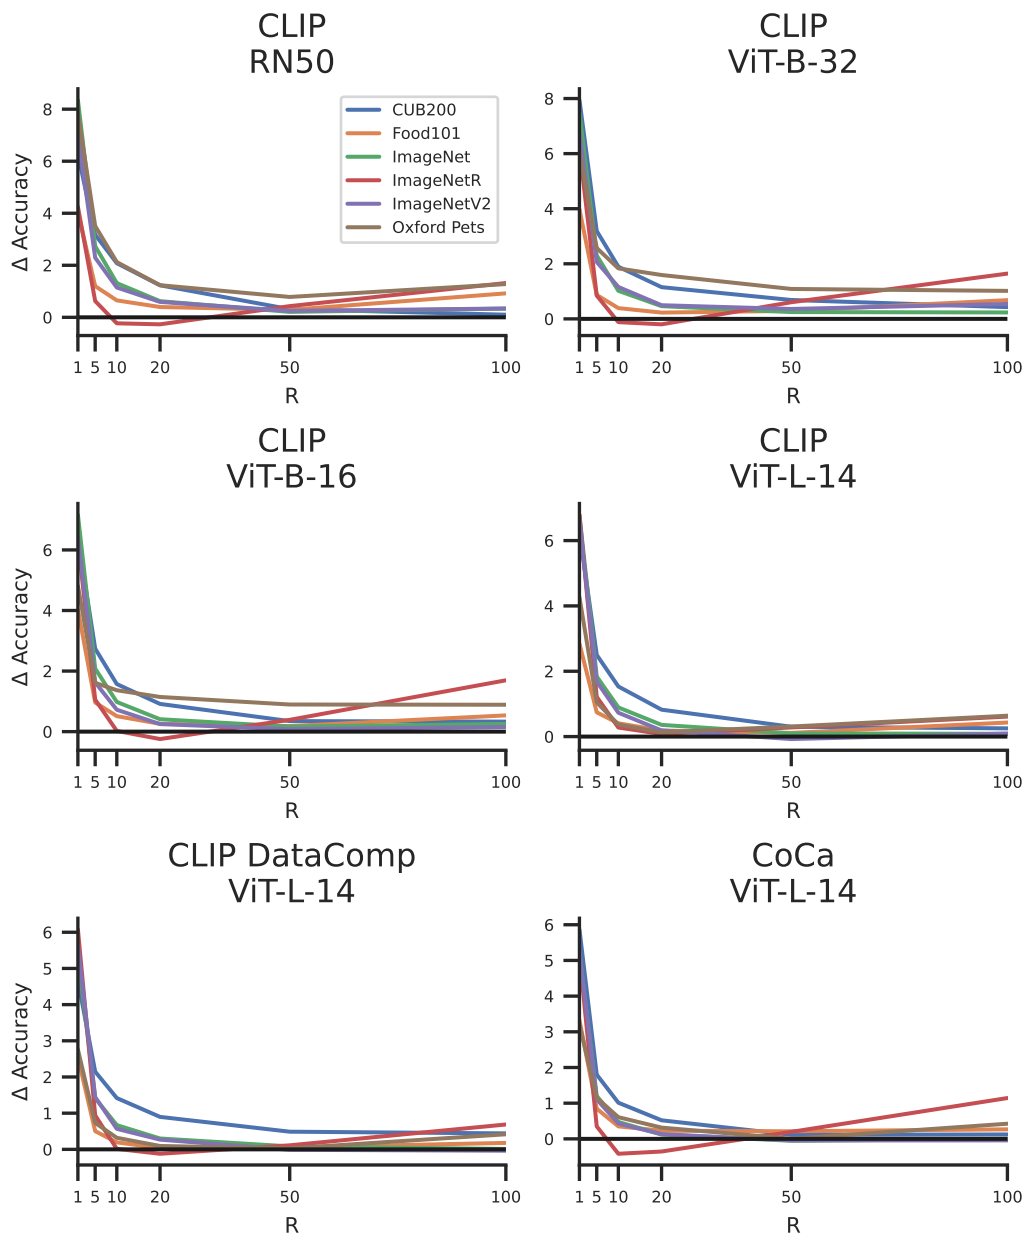 CLIP
RN50
CLIP
ViT-B-32
Δ Accuracy
8
6
4
2
0
CUB200
Food101
ImageNet
ImageNetR
ImageNetV2
Oxford Pets
1 5 10 20 50 100
R
8
6
4
2
0
1 5 10 20 50 100
R
CLIP
ViT-B-16
CLIP
ViT-L-14
Δ Accuracy
6
4
2
0
1 5 10 20 50 100
R
6
4
2
0
1 5 10 20 50 100
R
CLIP DataComp
ViT-L-14
CoCa
ViT-L-14
Δ Accuracy
6
5
4
3
2
1
0
1 5 10 20 50 100
R
6
5
4
3
2
1
0
1 5 10 20 50 100
R